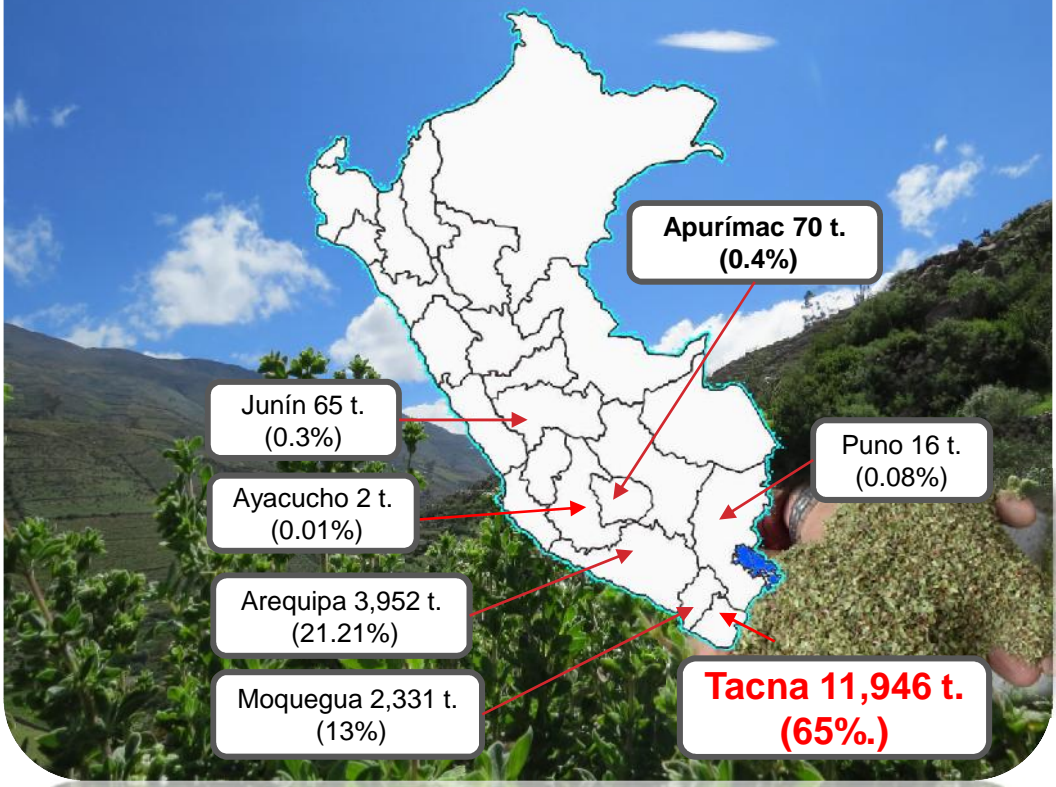 Apurímac 70 t.
(0.4%)
Junín 65 t.
(0.3%)
Puno 16 t.
(0.08%)
Ayacucho 2 t.
(0.01%)
Arequipa 3,952 t.
(21.21%)
Moquegua 2,331 t.
(13%)
Tacna 11,946 t.
(65%.)